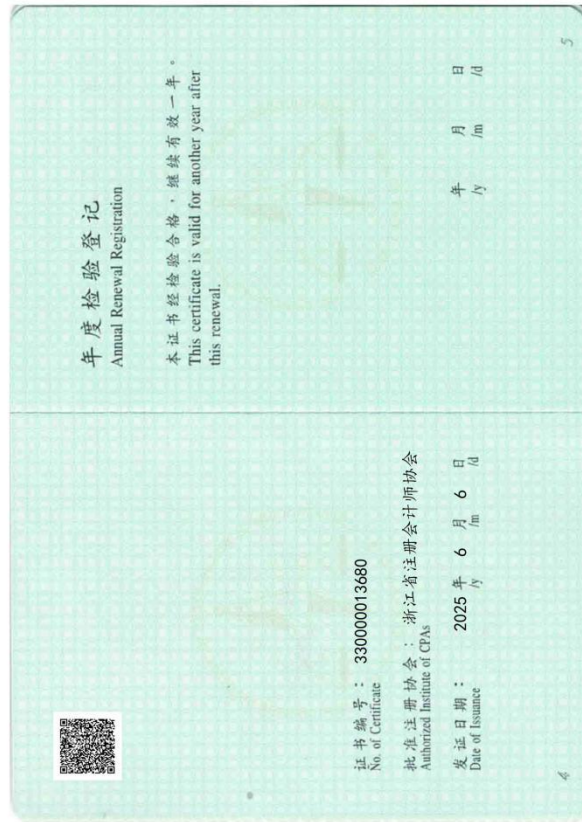 证书编号：330000013680
No. of Certificate
批准注册协会：浙江省注册会计师协会
Authorized Institute of CPAs
发证日期：2025 年 6 月 6 日
Date of Issuance /y /m /d
4
年度检验登记
Annual Renewal Registration
本证书经检验合格，继续有效一年。
This certificate is valid for another year after
this renewal.
年 月 日
/y /m /d
5